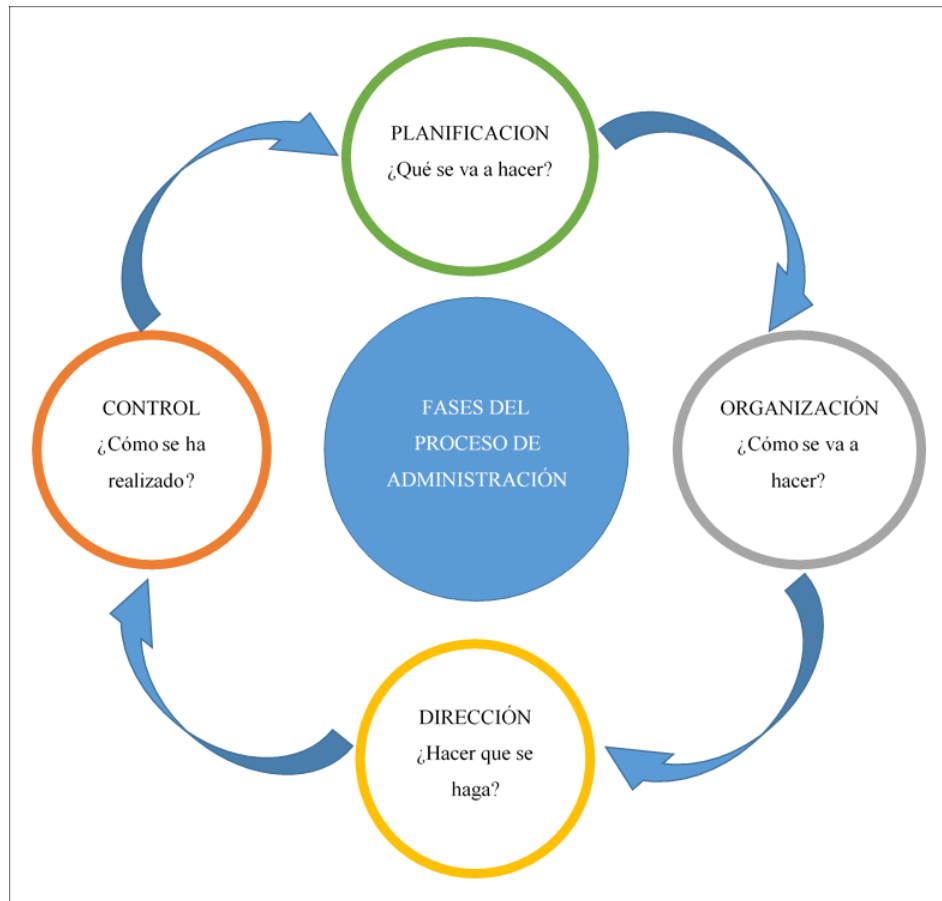 PLANIFICACION
¿Qué se va a hacer?
CONTROL
¿Cómo se ha
realizado?
FASES DEL
PROCESO DE
ADMINISTRACIÓN
ORGANIZACIÓN
¿Cómo se va a
hacer?
DIRECCIÓN
¿Hacer que se
haga?